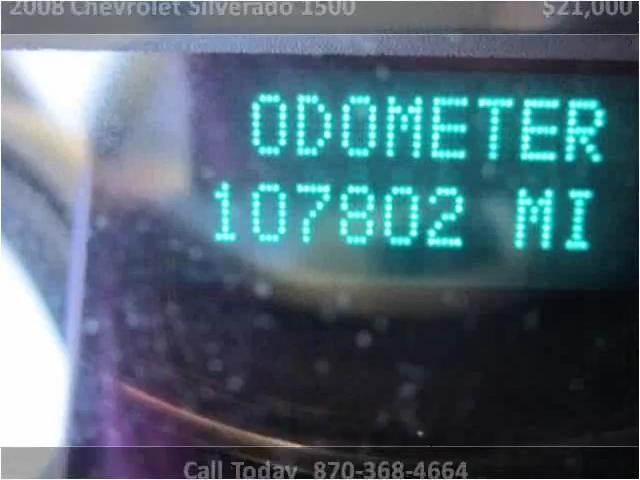 2008 Chevrolet Silverado 1500 $21,000
ODOMETER
107802 MI
Call Today 870-368-4664